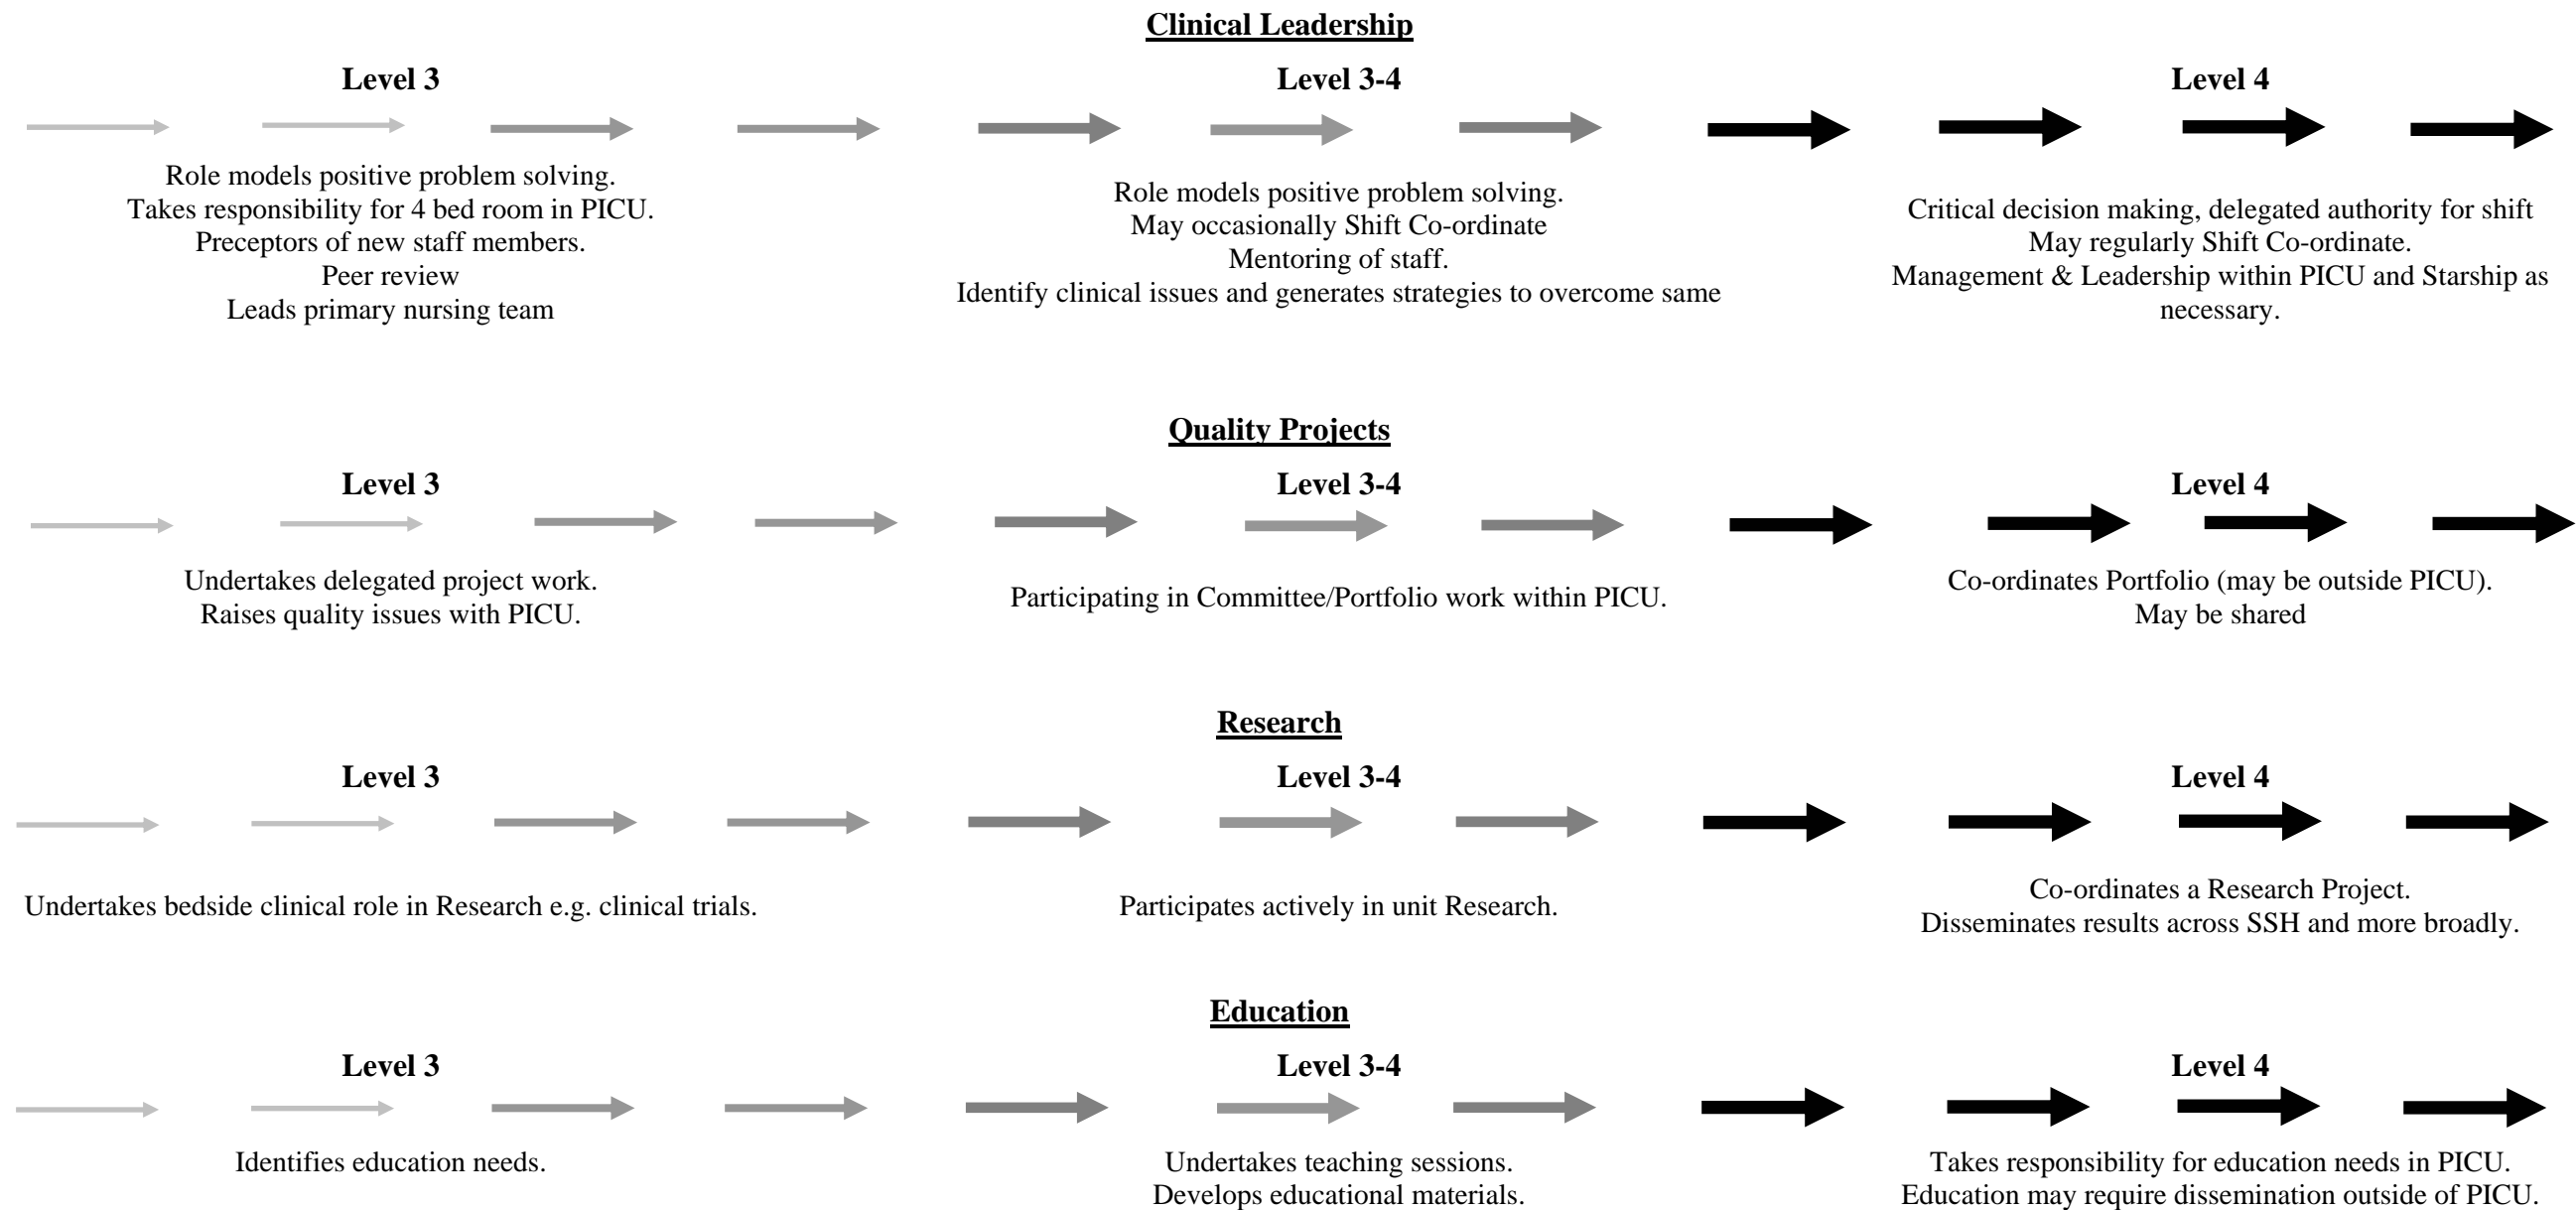 Clinical Leadership
Level 3
Level 3-4
Level 4
Role models positive problem solving.
Takes responsibility for 4 bed room in PICU.
Preceptors of new staff members.
Peer review
Leads primary nursing team
Role models positive problem solving.
May occasionally Shift Co-ordinate
Mentoring of staff.
Identify clinical issues and generates strategies to overcome same
Critical decision making, delegated authority for shift
May regularly Shift Co-ordinate.
Management & Leadership within PICU and Starship as
necessary.
Quality Projects
Level 3
Level 3-4
Level 4
Undertakes delegated project work.
Raises quality issues with PICU.
Participating in Committee/Portfolio work within PICU.
Co-ordinates Portfolio (may be outside PICU).
May be shared
Research
Level 3
Level 3-4
Level 4
Undertakes bedside clinical role in Research e.g. clinical trials.
Participates actively in unit Research.
Co-ordinates a Research Project.
Disseminates results across SSH and more broadly.
Education
Level 3
Level 3-4
Level 4
Identifies education needs.
Undertakes teaching sessions.
Develops educational materials.
Takes responsibility for education needs in PICU.
Education may require dissemination outside of PICU.